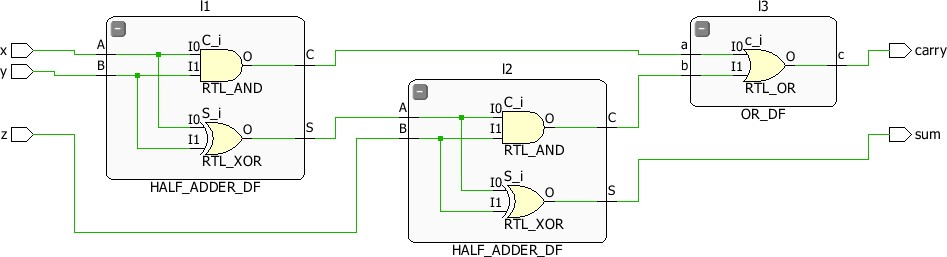 I1
I2
I3
x
y
z
A
B
I0
I1
C_i
O
RTL_AND
C
I0
I1
S_i
O
RTL_XOR
S
HALF_ADDER_DF
A
B
I0
I1
C_i
O
RTL_AND
C
I0
I1
S_i
O
RTL_XOR
S
HALF_ADDER_DF
a
b
I0
I1
c_i
O
RTL_OR
c
OR_DF
carry
sum